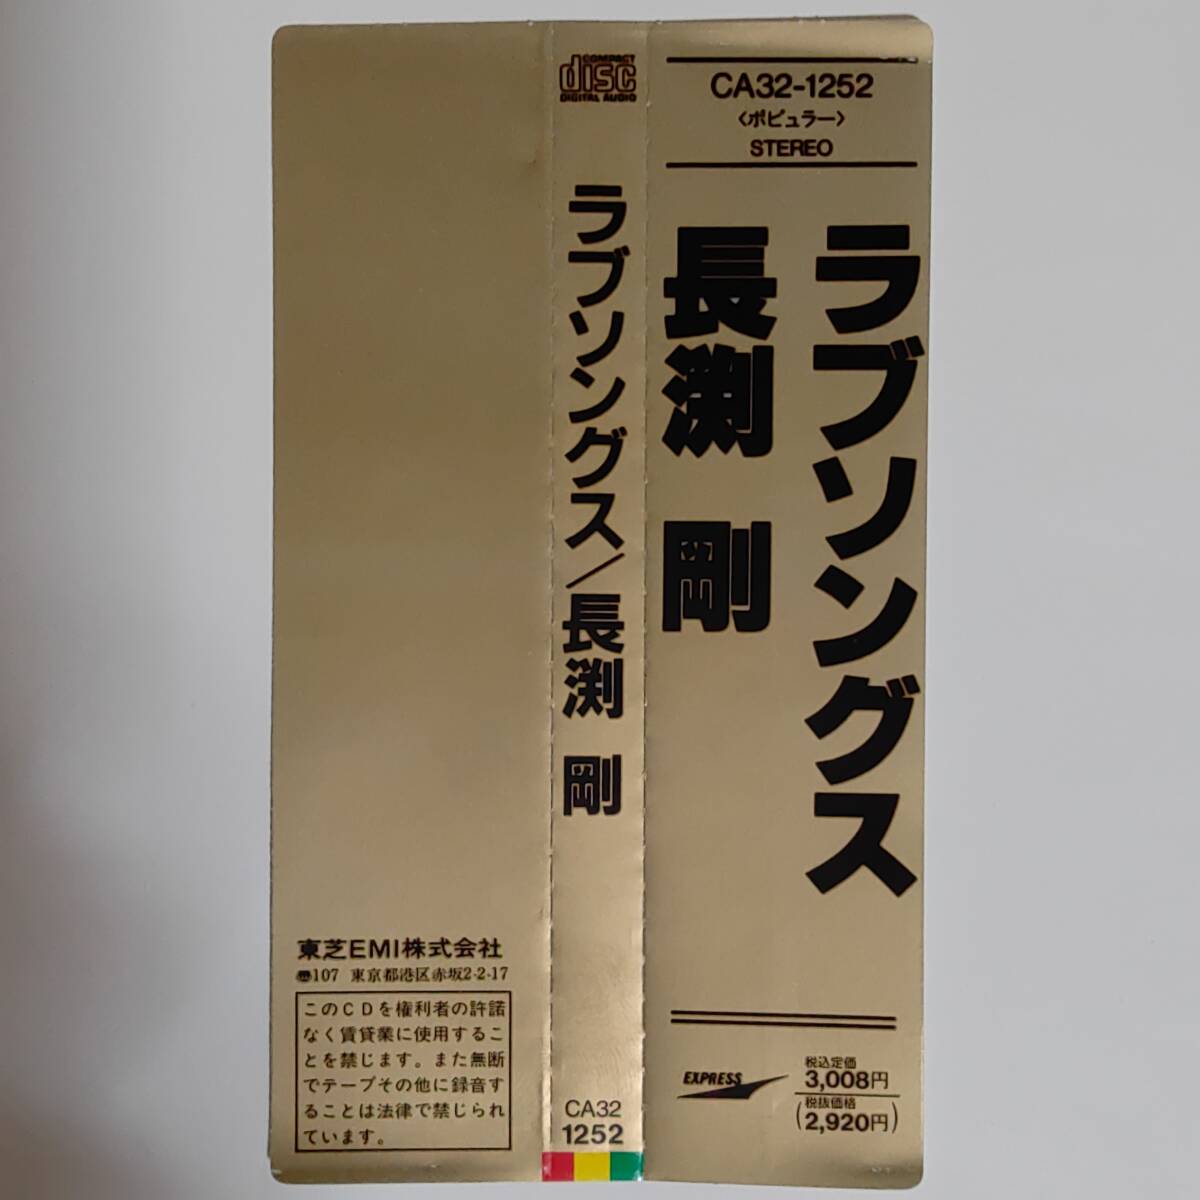 CA32-1252
〈ポピュラー〉
STEREO
ラブソングス
長渕 剛
EXPRESS
税込定価
3,008円
(税抜価格
2,920円)
COMPACT
disc
DIGITAL AUDIO
ラブソングス/長渕 剛
CA32
1252
東芝EMI株式会社
〠107 東京都港区赤坂2-2-17
このCDを権利者の許諾
なく賃貸業に使用するこ
とを禁じます。また無断
でテープその他に録音す
ることは法律で禁じられ
ています。